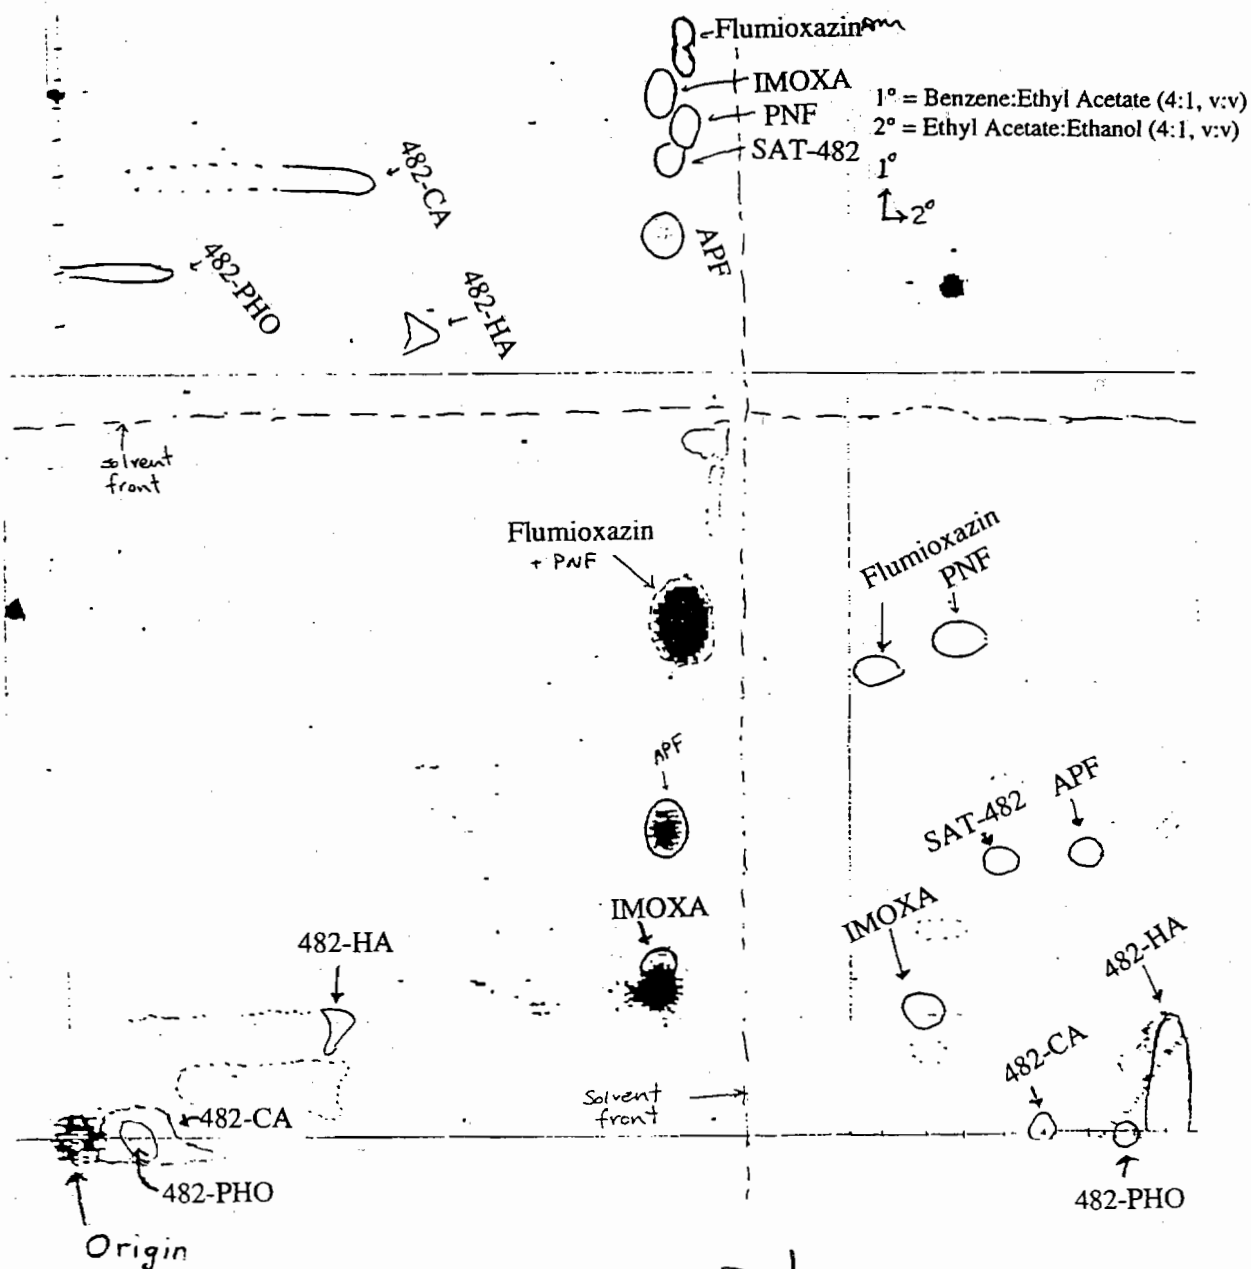 Flumioxazin
IMOXA
PNF
SAT-482
1° = Benzene:Ethyl Acetate (4:1, v:v)
2° = Ethyl Acetate:Ethanol (4:1, v:v)
1°
2°
482-CA
APF
482-PHO
482-HA
solvent
front
Flumioxazin
+ PNF
Flumioxazin
PNF
APF
SAT-482
APF
IMOXA
IMOXA
482-HA
482-HA
482-CA
Solvent
front
482-CA
482-PHO
482-PHO
Origin